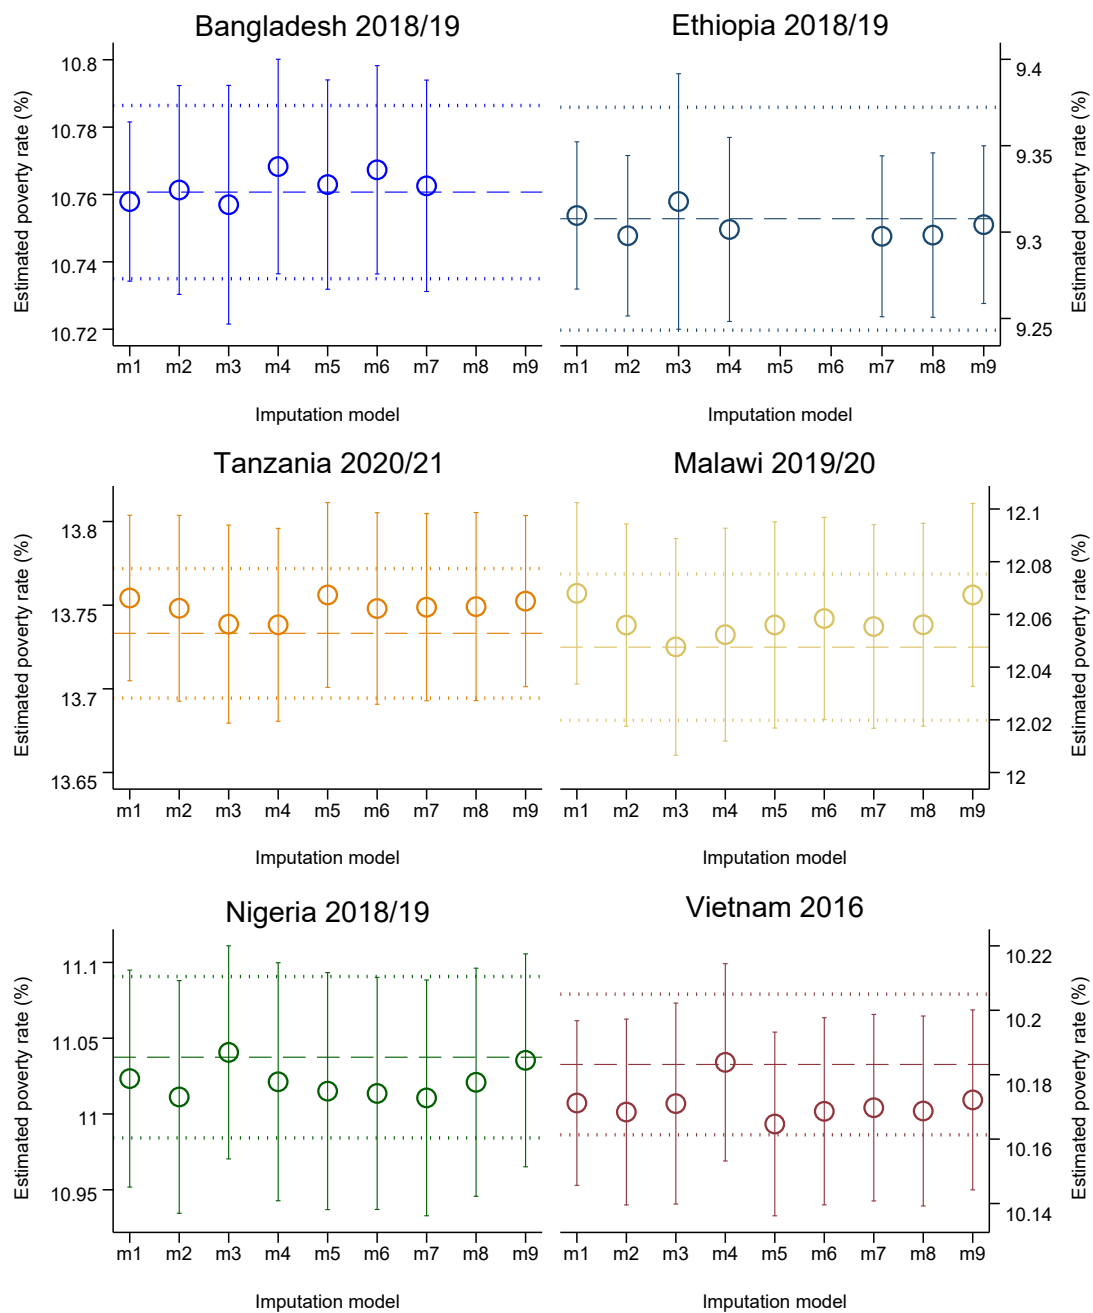 Bangladesh 2018/19
Estimated poverty rate (%)
10.8
10.78
10.76
10.74
10.72
m1 m2 m3 m4 m5 m6 m7 m8 m9
Imputation model
Ethiopia 2018/19
Estimated poverty rate (%)
9.4
9.35
9.3
9.25
m1 m2 m3 m4 m5 m6 m7 m8 m9
Imputation model
Tanzania 2020/21
Estimated poverty rate (%)
13.8
13.75
13.7
13.65
m1 m2 m3 m4 m5 m6 m7 m8 m9
Imputation model
Malawi 2019/20
Estimated poverty rate (%)
12.1
12.08
12.06
12.04
12.02
12
m1 m2 m3 m4 m5 m6 m7 m8 m9
Imputation model
Nigeria 2018/19
Estimated poverty rate (%)
11.1
11.05
11
10.95
m1 m2 m3 m4 m5 m6 m7 m8 m9
Imputation model
Vietnam 2016
Estimated poverty rate (%)
10.22
10.2
10.18
10.16
10.14
m1 m2 m3 m4 m5 m6 m7 m8 m9
Imputation model